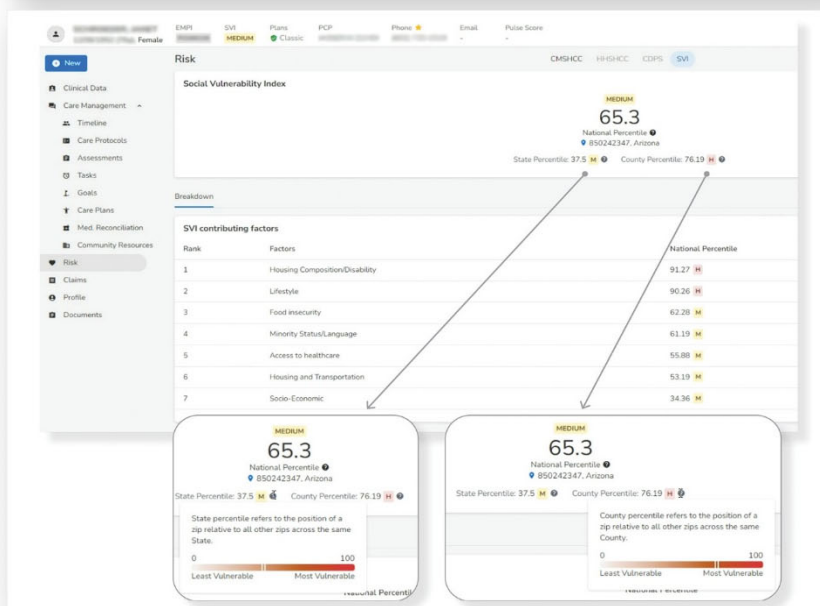 EMPI SVI Plans PCP Phone Email Pulse Score
Female MEDIUM Classic - -
New
Clinical Data
Care Management
Timeline
Care Protocols
Assessments
Tasks
Goals
Care Plans
Med. Reconciliation
Community Resources
Risk
Claims
Profile
Documents
Risk CMSHCC HHSHCC CDPS SVI
Social Vulnerability Index
MEDIUM
65.3
National Percentile
850242347, Arizona
State Percentile: 37.5 M County Percentile: 76.19 H
Breakdown
SVI contributing factors
Rank Factors National Percentile
1 Housing Composition/Disability 91.27 H
2 Lifestyle 90.26 H
3 Food insecurity 62.28 M
4 Minority Status/Language 61.19 M
5 Access to healthcare 55.88 M
6 Housing and Transportation 53.19 M
7 Socio-Economic 34.36 M
MEDIUM
65.3
National Percentile
850242347, Arizona
State Percentile: 37.5 M County Percentile: 76.19 H
State percentile refers to the position of a
zip relative to all other zips across the same
State.
0 100
Least Vulnerable Most Vulnerable
National Percenti
MEDIUM
65.3
National Percentile
850242347, Arizona
State Percentile: 37.5 M County Percentile: 76.19 H
County percentile refers to the position of a
zip relative to all other zips across the same
County.
0 100
Least Vulnerable Most Vulnerable
National Percentile